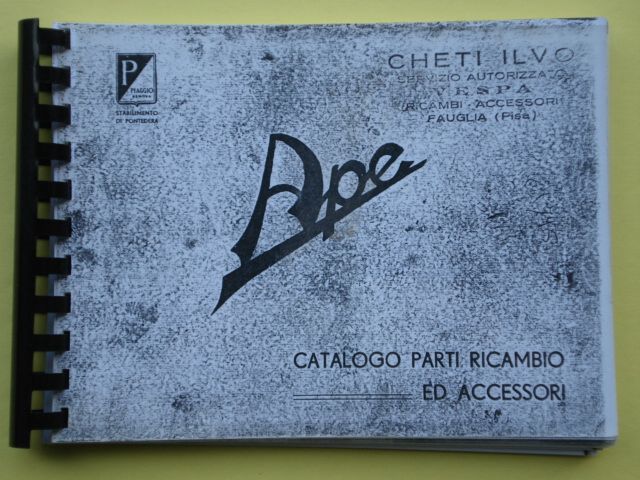 P
PIAGGIO
GENOVA
STABILIMENTO
DI PONTEDERA
CHETI ILVO
SERVIZIO AUTORIZZATO
VESPA
RICAMBI - ACCESSORI
FAUGLIA (Pisa)
Ape
CATALOGO PARTI RICAMBIO
ED ACCESSORI